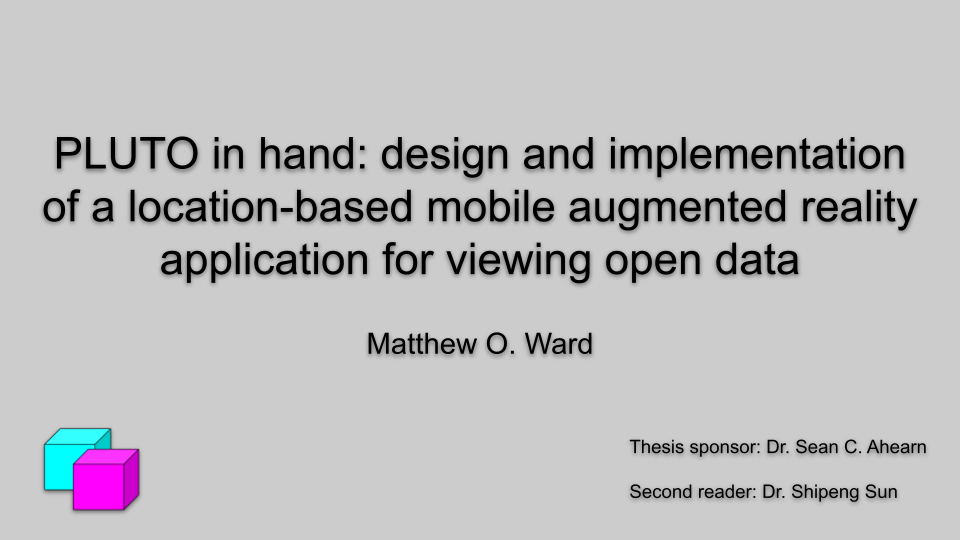 PLUTO in hand: design and implementation
of a location-based mobile augmented reality
application for viewing open data
Matthew O. Ward
Thesis sponsor: Dr. Sean C. Ahearn
Second reader: Dr. Shipeng Sun